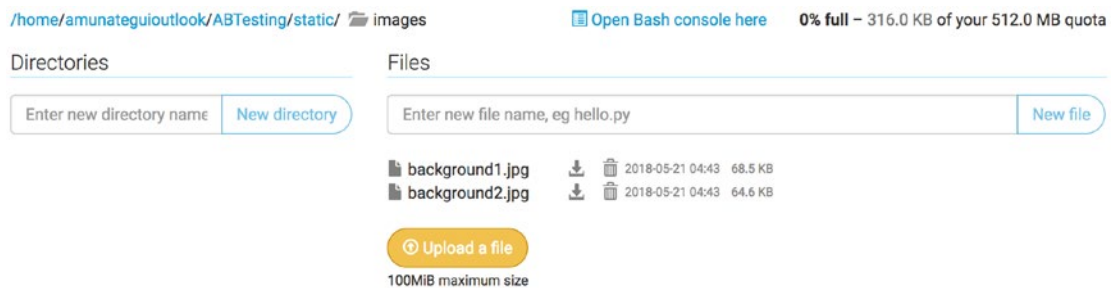 /home/amunateguioutlook/ABTesting/static/ images
Open Bash console here
0% full – 316.0 KB of your 512.0 MB quota
Directories
Enter new directory name
New directory
Files
Enter new file name, eg hello.py
New file
background1.jpg 2018-05-21 04:43 68.5 KB
background2.jpg 2018-05-21 04:43 64.6 KB
Upload a file
100MiB maximum size